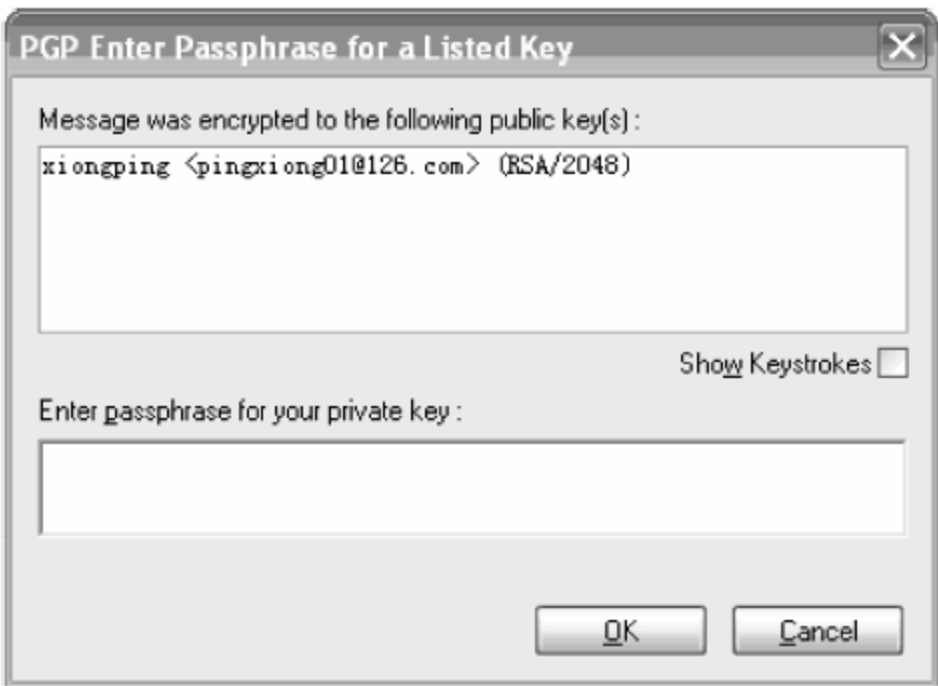 PGP Enter Passphrase for a Listed Key
Message was encrypted to the following public key(s) :
xiongping <pingxiong01@126.com> (RSA/2048)
Show Keystrokes
Enter passphrase for your private key :
OK
Cancel